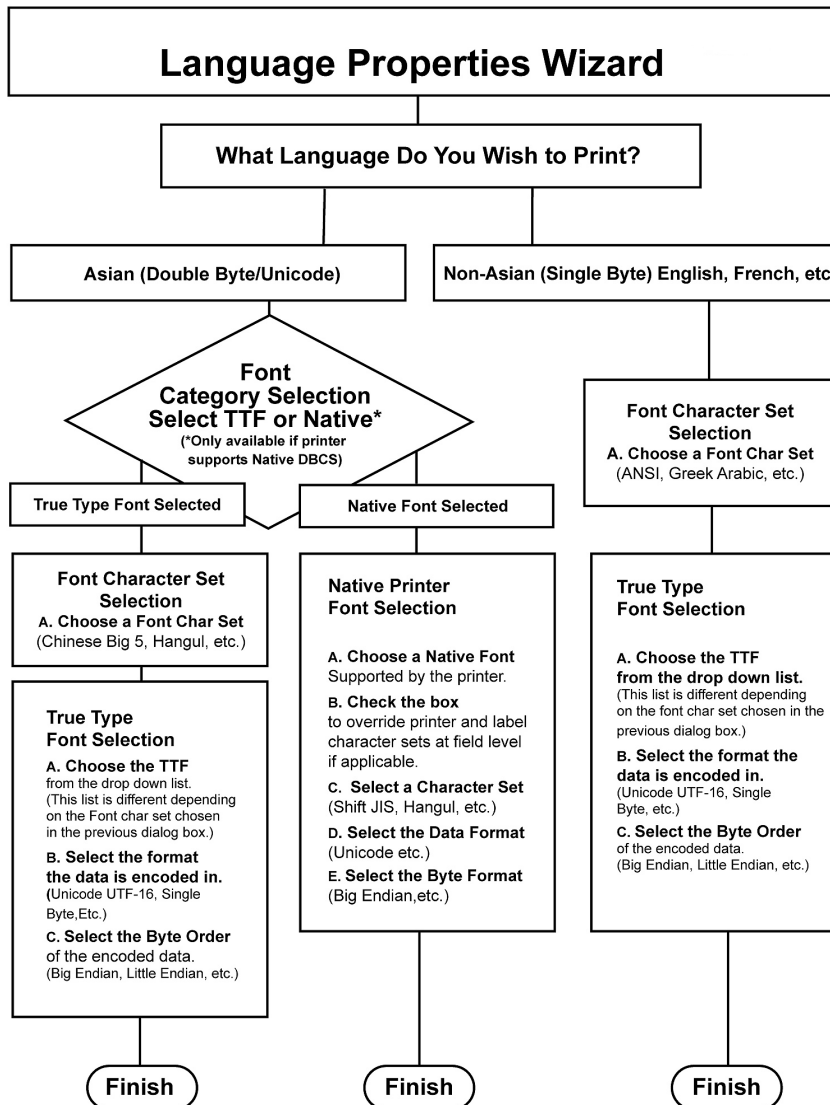 Language Properties Wizard
What Language Do You Wish to Print?
Asian (Double Byte/Unicode)
Non-Asian (Single Byte) English, French, etc
Font
Category Selection
Select TTF or Native*
(*Only available if printer
supports Native DBCS)
True Type Font Selected
Native Font Selected
Font Character Set
Selection
A. Choose a Font Char Set
(ANSI, Greek Arabic, etc.)
Font Character Set
Selection
A. Choose a Font Char Set
(Chinese Big 5, Hangul, etc.)
True Type
Font Selection
A. Choose the TTF
from the drop down list.
(This list is different depending
on the Font char set chosen
in the previous dialog box.)
B. Select the format
the data is encoded in.
(Unicode UTF-16, Single
Byte,Etc.)
C. Select the Byte Order
of the encoded data.
(Big Endian, Little Endian, etc.)
Native Printer
Font Selection
A. Choose a Native Font
Supported by the printer.
B. Check the box
to override printer and label
character sets at field level
if applicable.
C. Select a Character Set
(Shift JIS, Hangul, etc.)
D. Select the Data Format
(Unicode etc.)
E. Select the Byte Format
(Big Endian,etc.)
True Type
Font Selection
A. Choose the TTF
from the drop down list.
(This list is different depending
on the font char set chosen in the
previous dialog box.)
B. Select the format the
data is encoded in.
(Unicode UTF-16, Single
Byte, etc.)
C. Select the Byte Order
of the encoded data.
(Big Endian, Little Endian, etc.)
Finish
Finish
Finish